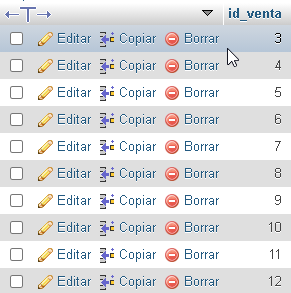 id_venta
Editar Copiar Borrar 3
Editar Copiar Borrar 4
Editar Copiar Borrar 5
Editar Copiar Borrar 6
Editar Copiar Borrar 7
Editar Copiar Borrar 8
Editar Copiar Borrar 9
Editar Copiar Borrar 10
Editar Copiar Borrar 11
Editar Copiar Borrar 12